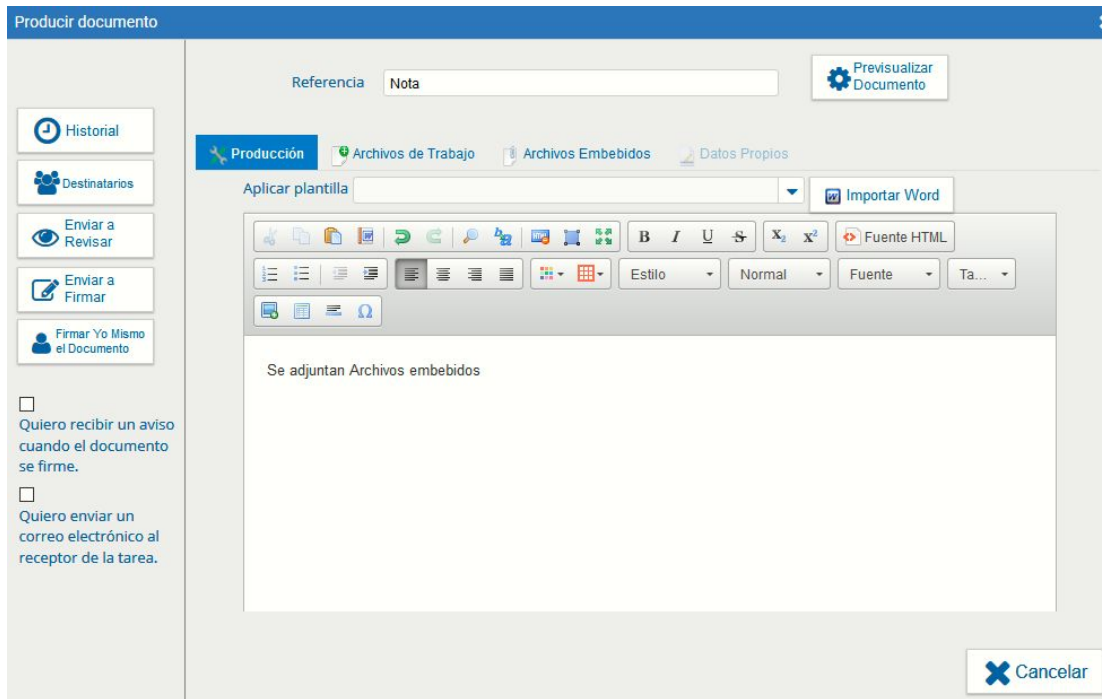 Producir documento
Referencia
Nota
Previsualizar
Documento
Historial
Destinatarios
Enviar a
Revisar
Enviar a
Firmar
Firmar Yo Mismo
el Documento
Quiero recibir un aviso
cuando el documento
se firme.
Quiero enviar un
correo electrónico al
receptor de la tarea.
Producción
Archivos de Trabajo
Archivos Embebidos
Datos Propios
Aplicar plantilla
Importar Word
B I U S X₂ X² Fuente HTML
Estilo
Normal
Fuente
Ta...
Ω
Se adjuntan Archivos embebidos
Cancelar